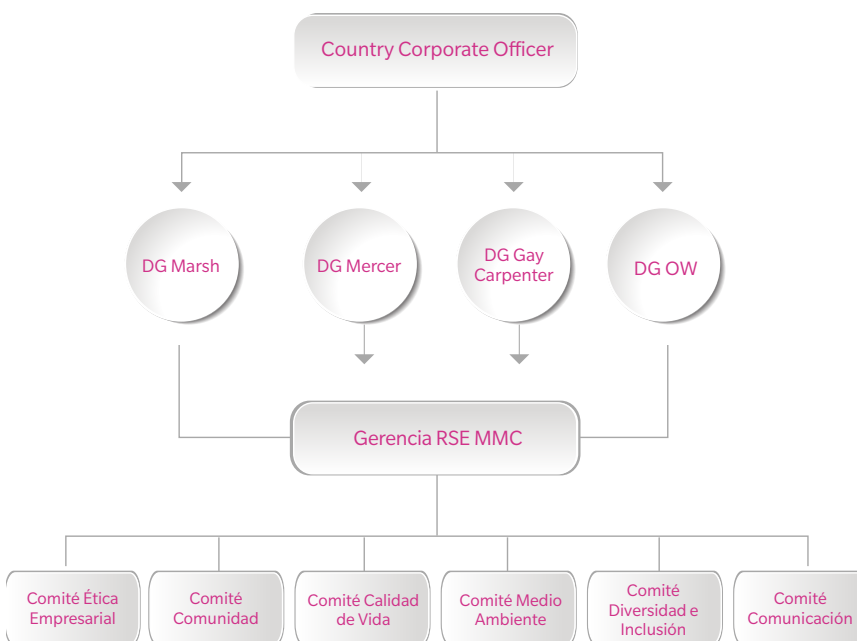 Country Corporate Officer
DG Marsh
DG Mercer
DG Gay
Carpenter
DG OW
Gerencia RSE MMC
Comité Ética
Empresarial
Comité
Comunidad
Comité Calidad
de Vida
Comité Medio
Ambiente
Comité
Diversidad e
Inclusión
Comité
Comunicación